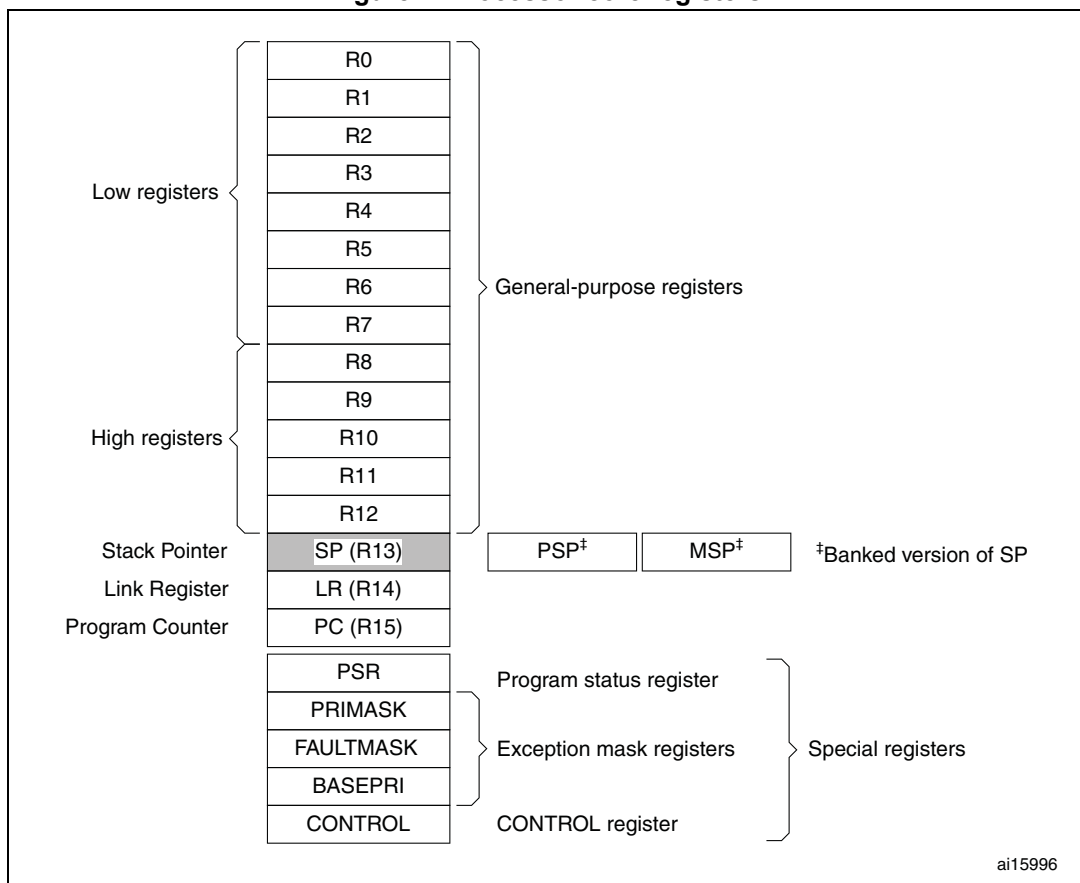 R0
R1
R2
R3
Low registers
R4
R5
R6
General-purpose registers
R7
R8
R9
High registers
R10
R11
R12
Stack Pointer SP (R13) PSP‡ MSP‡ ‡Banked version of SP
Link Register LR (R14)
Program Counter PC (R15)
PSR Program status register
PRIMASK
FAULTMASK Exception mask registers Special registers
BASEPRI
CONTROL CONTROL register
ai15996